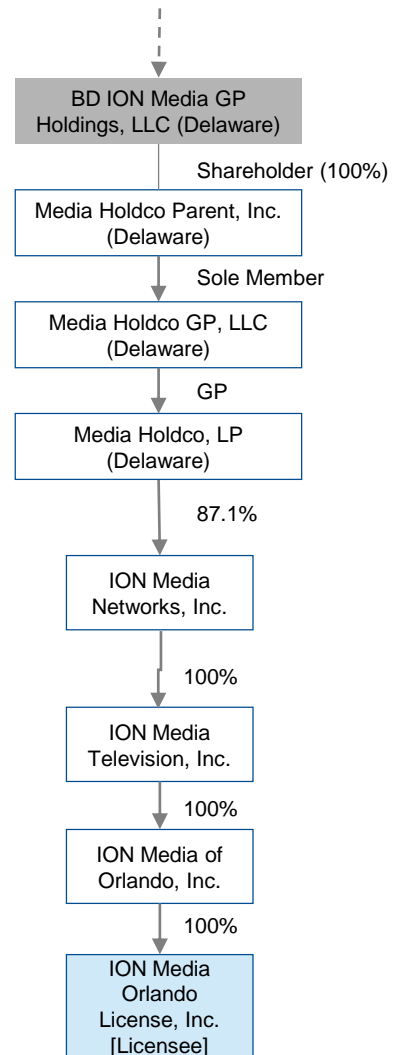 BD ION Media GP
Holdings, LLC (Delaware)
Shareholder (100%)
Media Holdco Parent, Inc.
(Delaware)
Sole Member
Media Holdco GP, LLC
(Delaware)
GP
Media Holdco, LP
(Delaware)
87.1%
ION Media
Networks, Inc.
100%
ION Media
Television, Inc.
100%
ION Media of
Orlando, Inc.
100%
ION Media
Orlando
License, Inc.
[Licensee]